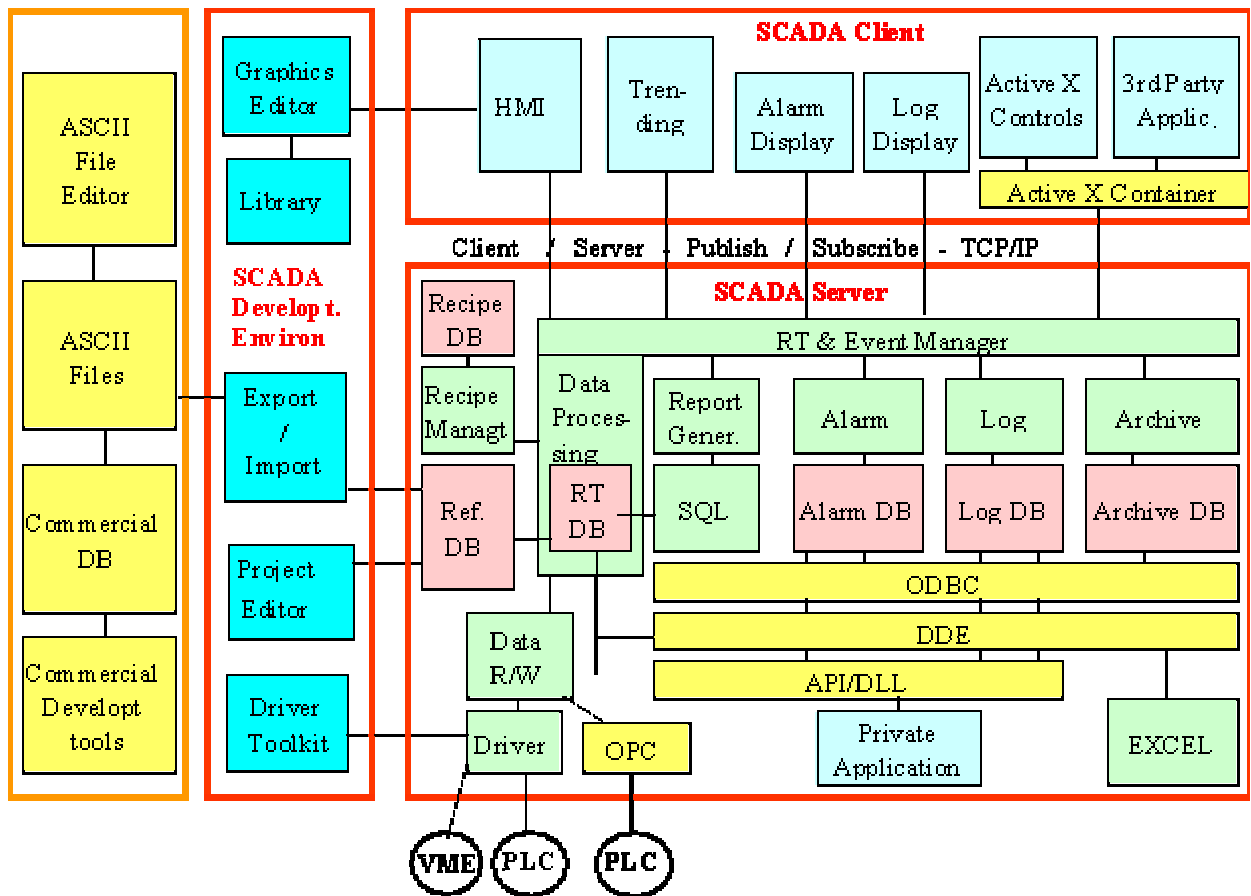 ASCII
File
Editor
ASCII
Files
Commercial
DB
Commercial
Developt
tools
Graphics
Editor
Library
SCADA
Developt.
Environ
Export
/
Import
Project
Editor
Driver
Toolkit
SCADA Client
HMI
Tren-
ding
Alarm
Display
Log
Display
Active X
Controls
3rd Party
Applic.
Active X Container
Client / Server - Publish / Subscribe - TCP/IP
SCADA Server
Recipe
DB
RT & Event Manager
Recipe
Managt
Data
Proces-
sing
Report
Gener.
Alarm
Log
Archive
Ref.
DB
RT
DB
SQL
Alarm DB
Log DB
Archive DB
ODBC
DDE
API/DLL
Data
R/W
Driver
OPC
Private
Application
EXCEL
VME
PLC
PLC